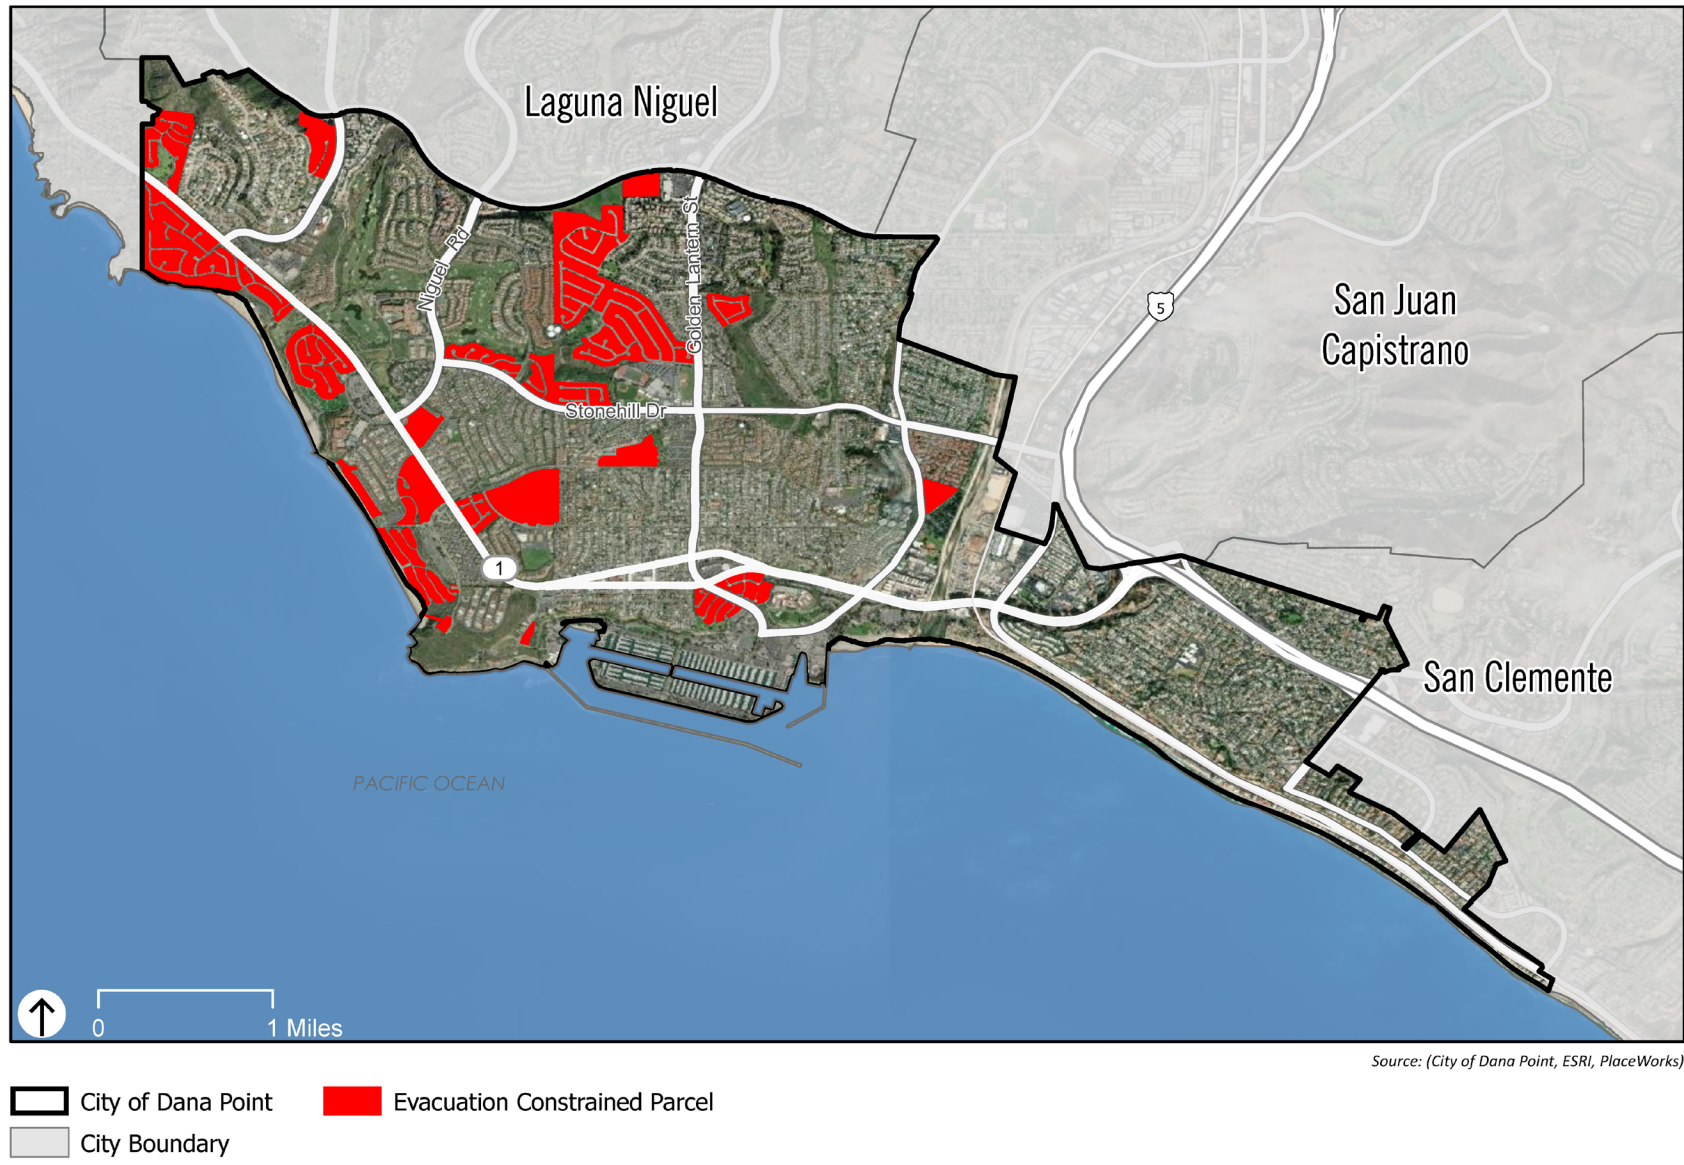 Laguna Niguel
San Juan
Capistrano
San Clemente
Niguel Rd
Golden Lantern St
Stonehill Dr
5
1
PACIFIC OCEAN
0 1 Miles
Source: (City of Dana Point, ESRI, PlaceWorks)
City of Dana Point
Evacuation Constrained Parcel
City Boundary